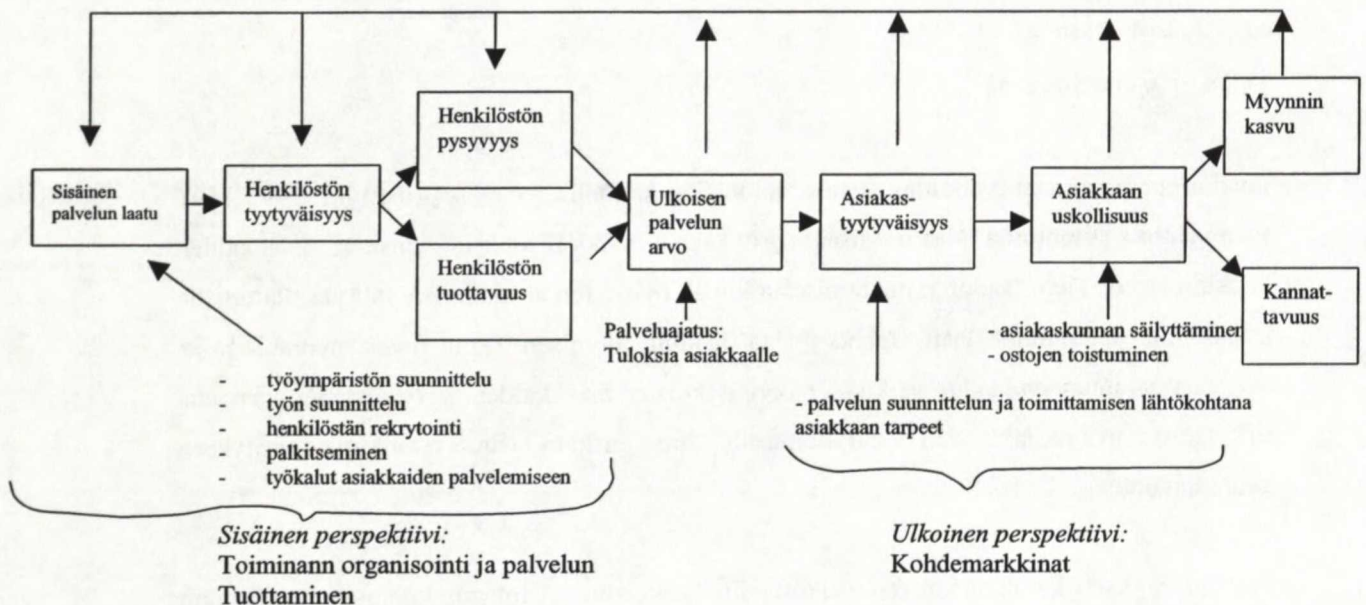 Henkilöstön
pysyvyys
Myynnin
kasvu
Sisäinen
palvelun laatu
Henkilöstön
tyytyväisyys
Ulkoisen
palvelun
arvo
Asiakas-
tyytyväisyys
Asiakkaan
uskollisuus
Henkilöstön
tuottavuus
Kannat-
tavuus
Palveluajatus:
Tuloksia asiakkaalle
- asiakaskunnan säilyttäminen
- ostojen toistuminen
- työympäristön suunnittelu
- työn suunnittelu
- henkilöstän rekrytointi
- palkitseminen
- työkalut asiakkaiden palvelemiseen
- palvelun suunnittelun ja toimittamisen lähtökohtana
asiakkaan tarpeet
Sisäinen perspektiivi:
Toiminann organisointi ja palvelun
Tuottaminen
Ulkoinen perspektiivi:
Kohdemarkkinat